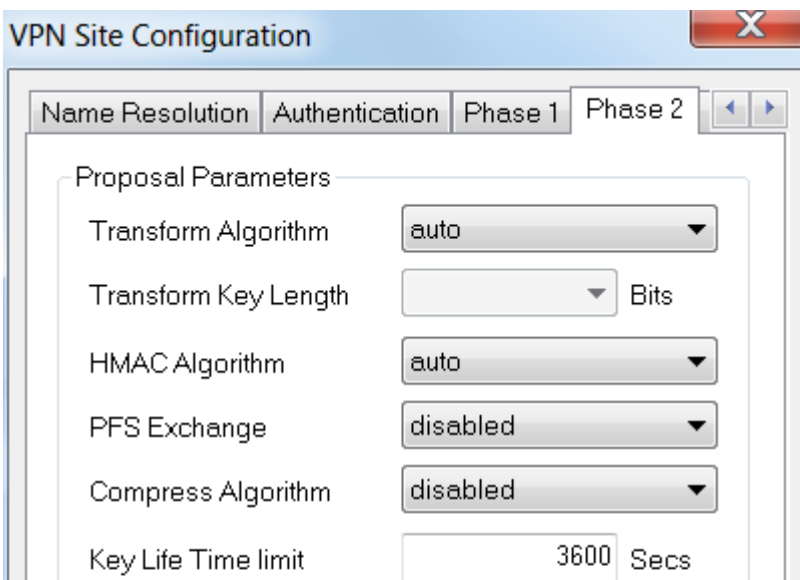 VPN Site Configuration
Name Resolution Authentication Phase 1 Phase 2
Proposal Parameters
Transform Algorithm auto
Transform Key Length Bits
HMAC Algorithm auto
PFS Exchange disabled
Compress Algorithm disabled
Key Life Time limit 3600 Secs